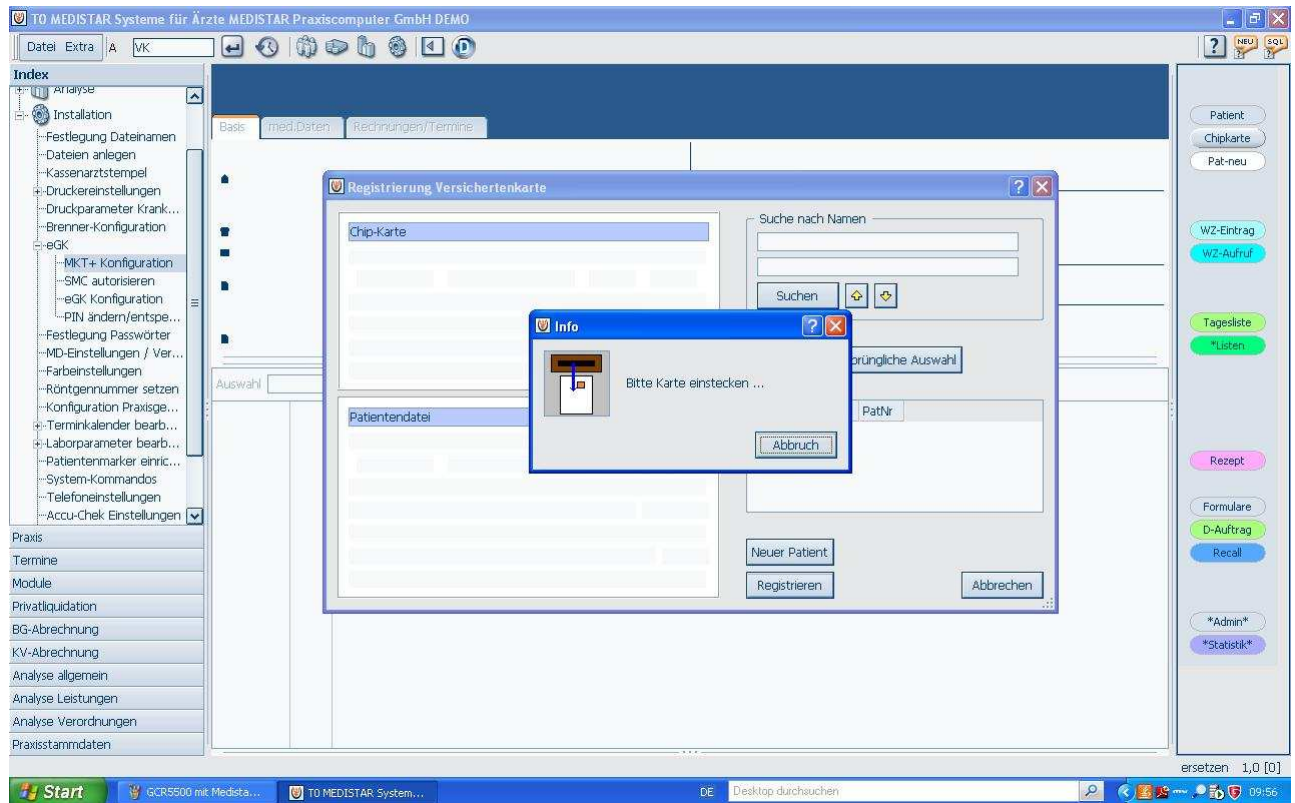 TO MEDISTAR Systeme für Ärzte MEDISTAR Praxiscomputer GmbH DEMO
Datei Extra A VK
? NEU SQL
Index
Analyse
Installation
Festlegung Dateinamen
Dateien anlegen
Kassenarztstempel
Druckereinstellungen
Druckparameter Krank...
Brenner-Konfiguration
eGK
MKT+ Konfiguration
SMC autorisieren
eGK Konfiguration
PIN ändern/entspe...
Festlegung Passwörter
MD-Einstellungen / Ver...
Farbeinstellungen
Röntgennummer setzen
Konfiguration Praxisge...
Terminkalender bearb...
Laborparameter bearb...
Patientenmarker einric...
System-Kommandos
Telefoneinstellungen
Accu-Chek Einstellungen
Praxis
Termine
Module
Privatliquidation
BG-Abrechnung
KV-Abrechnung
Analyse allgemein
Analyse Leistungen
Analyse Verordnungen
Praxisstammdaten
Basis med.Daten Rechnungen/Termine
Auswahl
Registrierung Versichertenkarte
Chip-Karte
Patientendatei
Suche nach Namen
Suchen
prüngliche Auswahl
PatNr
Neuer Patient
Registrieren
Abbrechen
Info
Bitte Karte einstecken ...
Abbruch
Patient
Chipkarte
Pat-neu
WZ-Eintrag
WZ-Aufruf
Tagesliste
*Listen
Rezept
Formulare
D-Auftrag
Recall
*Admin*
*Statistik*
ersetzen 1,0 [0]
Start
GCR5500 mit Medista...
TO MEDISTAR System...
DE
Desktop durchsuchen
09:56